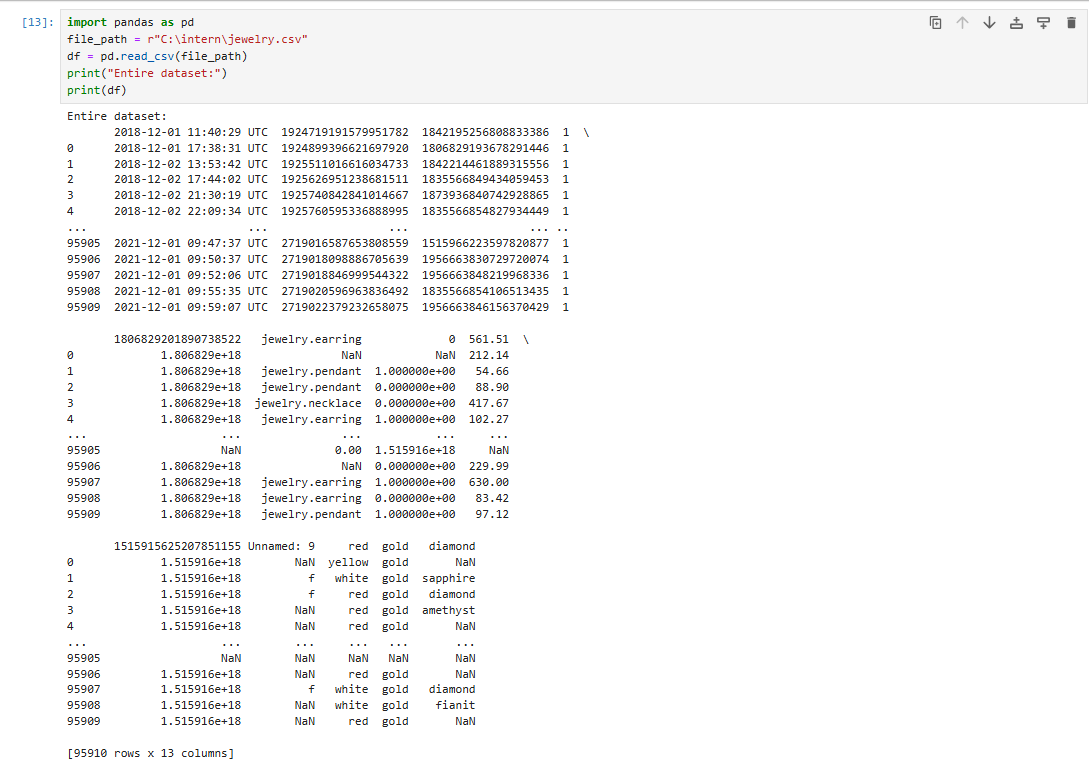 [13]: import pandas as pd
file_path = r"C:\intern\jewelry.csv"
df = pd.read_csv(file_path)
print("Entire dataset:")
print(df)
Entire dataset:
2018-12-01 11:40:29 UTC 1924719191579951782 1842195256808833386 1 \
0 2018-12-01 17:38:31 UTC 1924899396621697920 1806829193678291446 1
1 2018-12-02 13:53:42 UTC 1925511016616034733 1842214461889315556 1
2 2018-12-02 17:44:02 UTC 1925626951238681511 1835566849434059453 1
3 2018-12-02 21:30:19 UTC 1925740842841014667 1873936840742928865 1
4 2018-12-02 22:09:34 UTC 1925760595336888995 1835566854827934449 1
... ... ... ... ..
95905 2021-12-01 09:47:37 UTC 2719016587653808559 1515966223597820877 1
95906 2021-12-01 09:50:37 UTC 2719018098886705639 1956663830729720074 1
95907 2021-12-01 09:52:06 UTC 2719018846999544322 1956663848219968336 1
95908 2021-12-01 09:55:35 UTC 2719020596963836492 1835566854106513435 1
95909 2021-12-01 09:59:07 UTC 2719022379232658075 1956663846156370429 1
1806829201890738522 jewelry.earring 0 561.51 \
0 1.806829e+18 NaN NaN 212.14
1 1.806829e+18 jewelry.pendant 1.000000e+00 54.66
2 1.806829e+18 jewelry.pendant 0.000000e+00 88.90
3 1.806829e+18 jewelry.necklace 0.000000e+00 417.67
4 1.806829e+18 jewelry.earring 1.000000e+00 102.27
... ... ... ... ...
95905 NaN 0.00 1.515916e+18 NaN
95906 1.806829e+18 NaN 0.000000e+00 229.99
95907 1.806829e+18 jewelry.earring 1.000000e+00 630.00
95908 1.806829e+18 jewelry.earring 0.000000e+00 83.42
95909 1.806829e+18 jewelry.pendant 1.000000e+00 97.12
1515915625207851155 Unnamed: 9 red gold diamond
0 1.515916e+18 NaN yellow gold NaN
1 1.515916e+18 f white gold sapphire
2 1.515916e+18 f red gold diamond
3 1.515916e+18 NaN red gold amethyst
4 1.515916e+18 NaN red gold NaN
... ... ... ... ... ...
95905 NaN NaN NaN NaN NaN
95906 1.515916e+18 NaN red gold NaN
95907 1.515916e+18 f white gold diamond
95908 1.515916e+18 NaN white gold fianit
95909 1.515916e+18 NaN red gold NaN
[95910 rows x 13 columns]